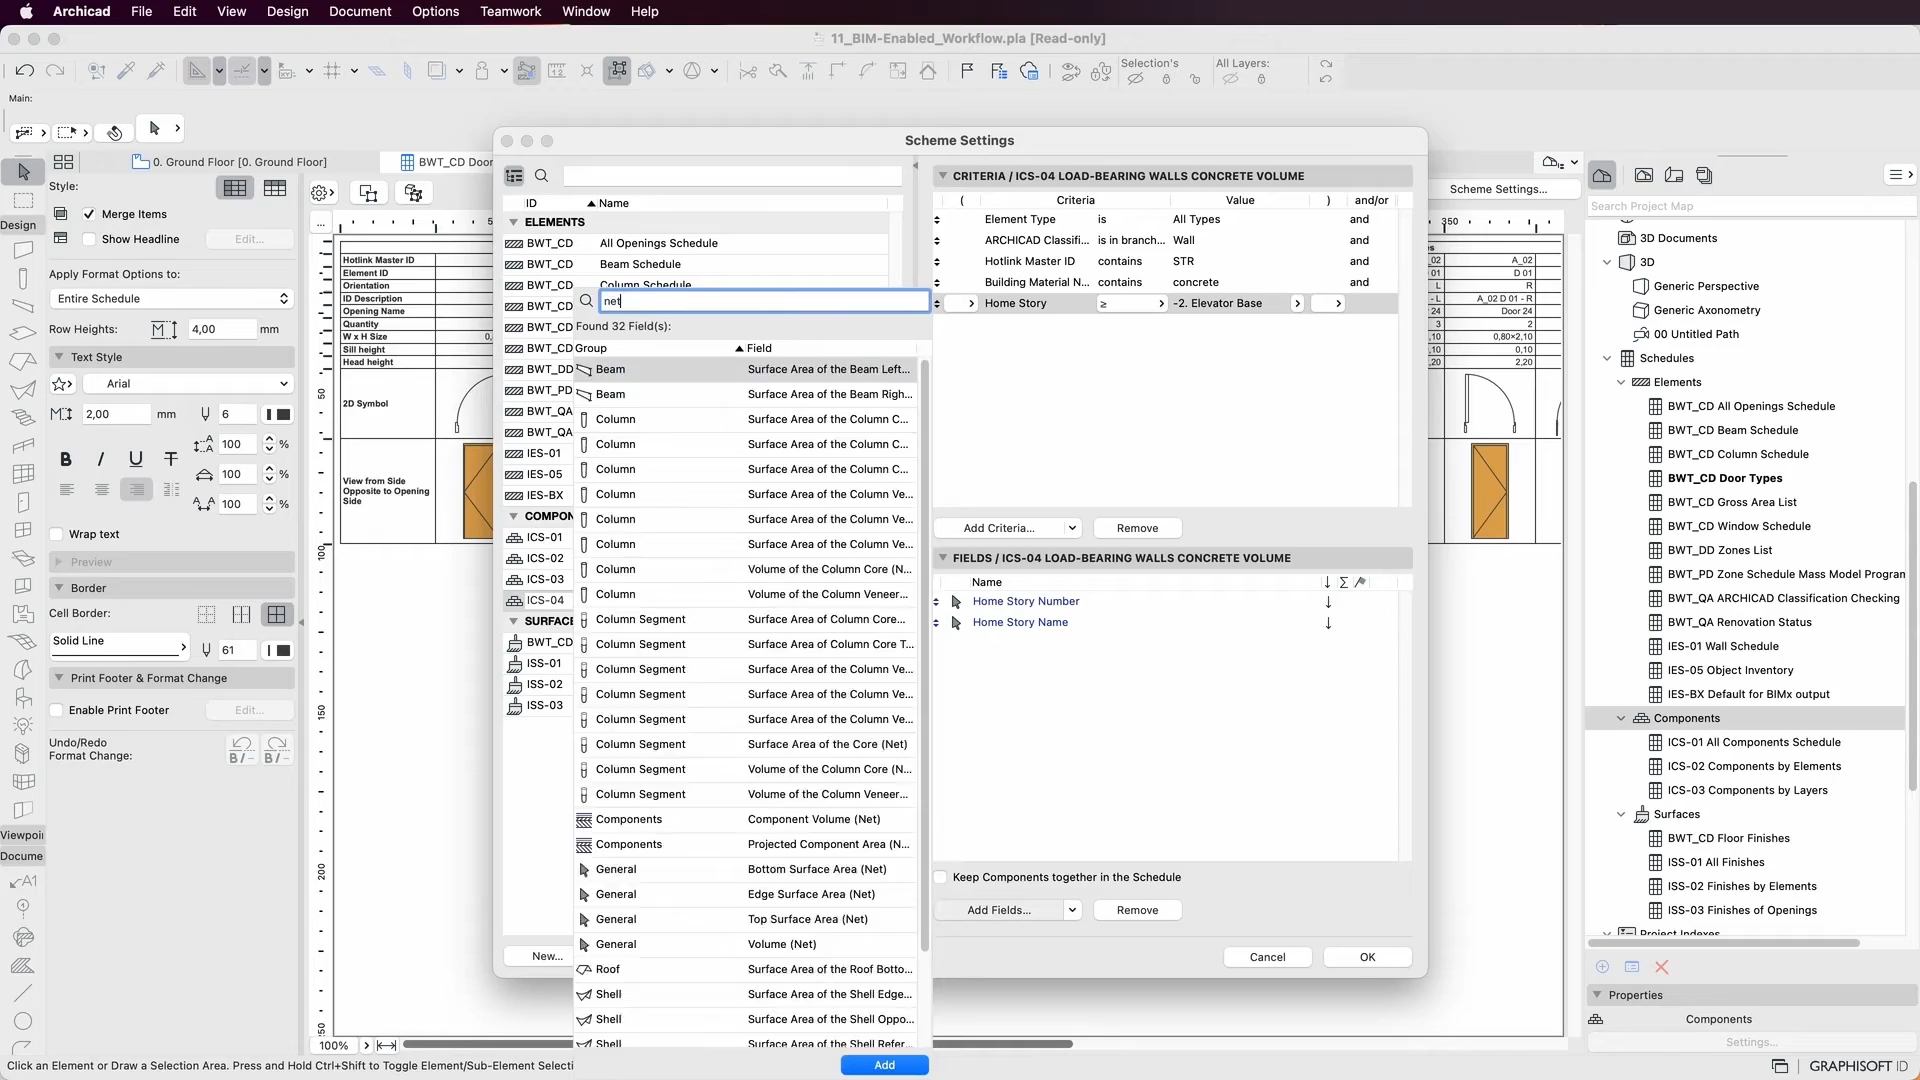 Archicad File Edit View Design Document Options Teamwork Window Help
11_BIM-Enabled_Workflow.pla [Read-only]
Selection's
All Layers:
Main:
0. Ground Floor [0. Ground Floor]
BWT_CD Doo
Scheme Settings...
Search Project Map
Style:
Merge Items
Show Headline
Edit...
Apply Format Options to:
Entire Schedule
Row Heights:
4,00
mm
Text Style
Arial
2,00
mm
6
100
%
100
%
100
%
Wrap text
Preview
Border
Cell Border:
Solid Line
61
Print Footer & Format Change
Enable Print Footer
Edit...
Undo/Redo
Format Change:
Design
Viewpoi
Docume
Hotlink Master ID
Element ID
Orientation
ID Description
Opening Name
Quantity
W x H Size
Sill height
Head height
2D Symbol
View from Side
Opposite to Opening
Side
50
100
150
200
350
A_02
D 01
R
A_02 D 01 - R
Door 24
2
0,80×2,10
0,10
2,20
Scheme Settings
ID
Name
ELEMENTS
BWT_CD All Openings Schedule
BWT_CD Beam Schedule
BWT_CD Column Schedule
BWT_CD
BWT_CD
BWT_CD
BWT_DD
BWT_PD
BWT_QA
BWT_QA
IES-01
IES-05
IES-BX
COMPON
ICS-01
ICS-02
ICS-03
ICS-04
SURFACE
BWT_CD
ISS-01
ISS-02
ISS-03
New...
net
Found 32 Field(s):
Group Field
Beam Surface Area of the Beam Left...
Beam Surface Area of the Beam Righ...
Column Surface Area of the Column C...
Column Surface Area of the Column C...
Column Surface Area of the Column C...
Column Surface Area of the Column Ve...
Column Surface Area of the Column Ve...
Column Surface Area of the Column Ve...
Column Volume of the Column Core (N...
Column Volume of the Column Veneer...
Column Segment Surface Area of Column Core...
Column Segment Surface Area of Column Core T...
Column Segment Surface Area of the Column Ve...
Column Segment Surface Area of the Column Ve...
Column Segment Surface Area of the Column Ve...
Column Segment Surface Area of the Core (Net)
Column Segment Volume of the Column Core (N...
Column Segment Volume of the Column Veneer...
Components Component Volume (Net)
Components Projected Component Area (N...
General Bottom Surface Area (Net)
General Edge Surface Area (Net)
General Top Surface Area (Net)
General Volume (Net)
Roof Surface Area of the Roof Botto...
Shell Surface Area of the Shell Edge...
Shell Surface Area of the Shell Oppo...
Shell Surface Area of the Shell Refer...
Add
CRITERIA / ICS-04 LOAD-BEARING WALLS CONCRETE VOLUME
( Criteria Value ) and/or
Element Type is All Types and
ARCHICAD Classifi... is in branch... Wall and
Hotlink Master ID contains STR and
Building Material N... contains concrete and
Home Story ≥ -2. Elevator Base
Add Criteria...
Remove
FIELDS / ICS-04 LOAD-BEARING WALLS CONCRETE VOLUME
Name
Home Story Number
Home Story Name
Keep Components together in the Schedule
Add Fields...
Remove
Cancel
OK
3D Documents
3D
Generic Perspective
Generic Axonometry
00 Untitled Path
Schedules
Elements
BWT_CD All Openings Schedule
BWT_CD Beam Schedule
BWT_CD Column Schedule
BWT_CD Door Types
BWT_CD Gross Area List
BWT_CD Window Schedule
BWT_DD Zones List
BWT_PD Zone Schedule Mass Model Program
BWT_QA ARCHICAD Classification Checking
BWT_QA Renovation Status
IES-01 Wall Schedule
IES-05 Object Inventory
IES-BX Default for BIMx output
Components
ICS-01 All Components Schedule
ICS-02 Components by Elements
ICS-03 Components by Layers
Surfaces
BWT_CD Floor Finishes
ISS-01 All Finishes
ISS-02 Finishes by Elements
ISS-03 Finishes of Openings
Project Indexes
Properties
Components
Settings...
100%
Click an Element or Draw a Selection Area. Press and Hold Ctrl+Shift to Toggle Element/Sub-Element Selecti
GRAPHISOFT ID